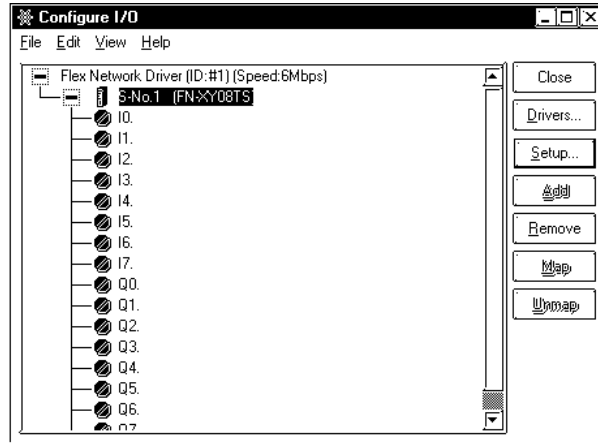 Configure I/O
File Edit View Help
Flex Network Driver (ID:#1) (Speed:6Mbps)
S-No.1 (FN-XY08TS
I0.
I1.
I2.
I3.
I4.
I5.
I6.
I7.
Q0.
Q1.
Q2.
Q3.
Q4.
Q5.
Q6.
Q7.
Close
Drivers...
Setup...
Add
Remove
Map
Unmap